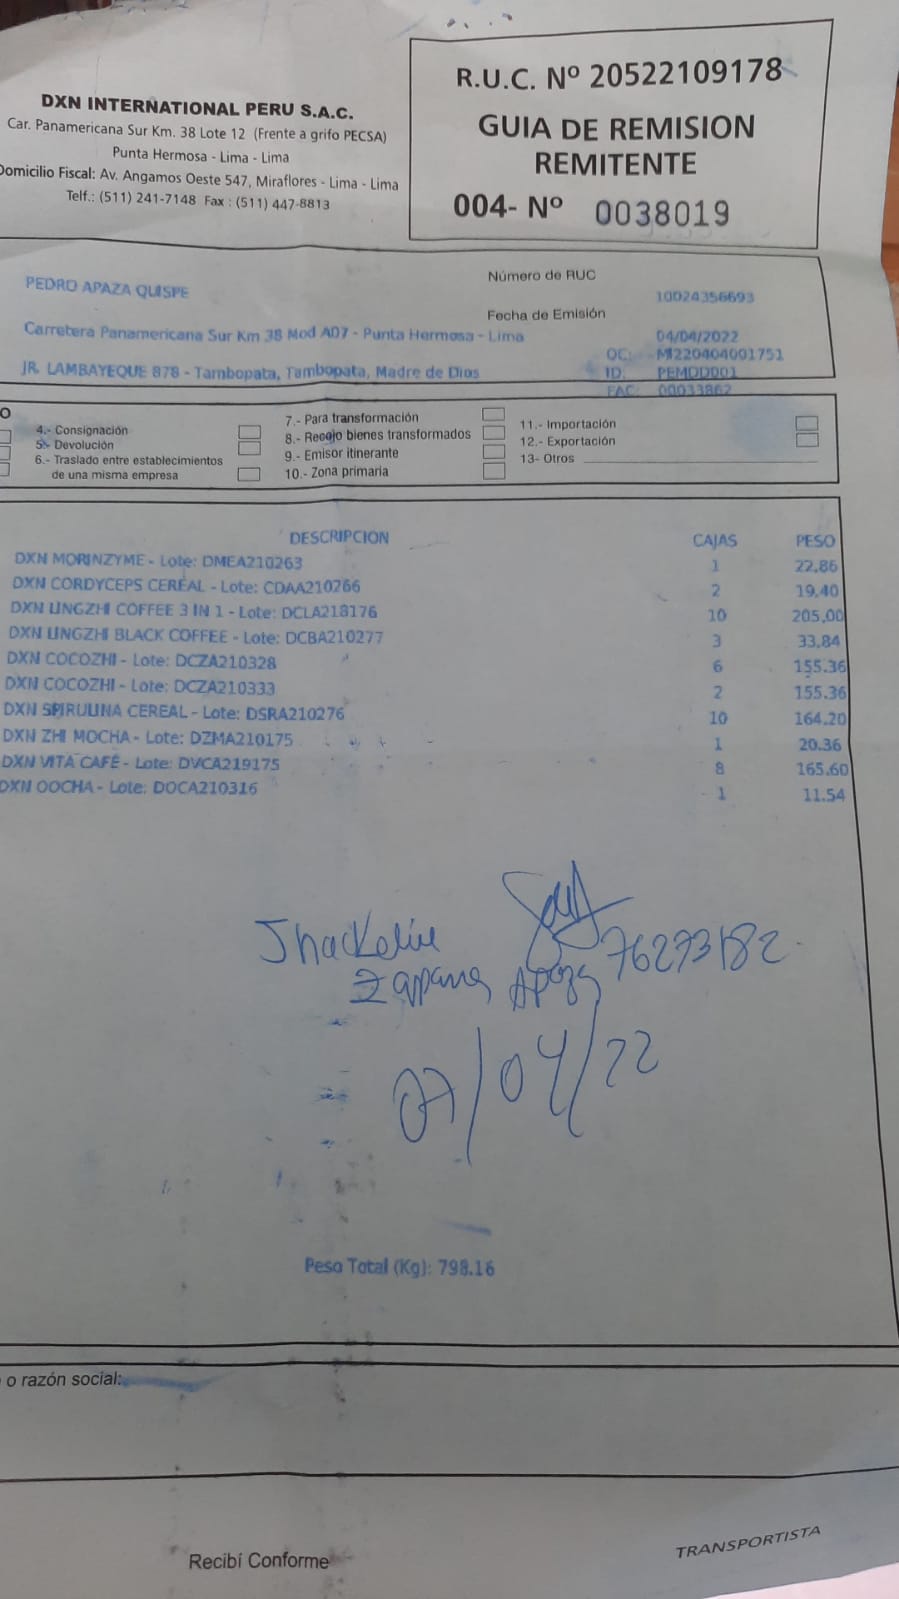 DXN INTERNATIONAL PERU S.A.C.
Car. Panamericana Sur Km. 38 Lote 12 (Frente a grifo PECSA)
Punta Hermosa - Lima - Lima
Domicilio Fiscal: Av. Angamos Oeste 547, Miraflores - Lima - Lima
Telf.: (511) 241-7148 Fax : (511) 447-8813
R.U.C. Nº 20522109178
GUIA DE REMISION
REMITENTE
004- Nº 0038019
PEDRO APAZA QUISPE
Número de RUC
10024356693
Fecha de Emisión
Carretera Panamericana Sur Km 38 Mod A07 - Punta Hermosa - Lima
04/04/2022
OC: MI220404001751
JR. LAMBAYEQUE 878 - Tambopata, Tambopata, Madre de Dios
ID: PEMDD001
FAC: 00033862
O
4.- Consignación
5.- Devolución
6.- Traslado entre establecimientos
de una misma empresa
7.- Para transformación
8.- Recojo bienes transformados
9.- Emisor itinerante
10.- Zona primaria
11.- Importación
12.- Exportación
13- Otros
DESCRIPCION CAJAS PESO
DXN MORINZYME - Lote: DMEA210263 1 22.86
DXN CORDYCEPS CEREAL - Lote: CDAA210266 2 19.40
DXN LINGZHI COFFEE 3 IN 1 - Lote: DCLA218176 10 205.00
DXN LINGZHI BLACK COFFEE - Lote: DCBA210277 3 33.84
DXN COCOZHI - Lote: DCZA210328 6 155.36
DXN COCOZHI - Lote: DCZA210333 2 155.36
DXN SPIRULINA CEREAL - Lote: DSRA210276 10 164.20
DXN ZHI MOCHA - Lote: DZMA210175 1 20.36
DXN VITA CAFÉ - Lote: DVCA219175 8 165.60
DXN OOCHA - Lote: DOCA210316 1 11.54
Jhackeline
Zapana Apaza 76273182
07/04/22
Peso Total (Kg): 798.16
o razón social:
Recibí Conforme
TRANSPORTISTA